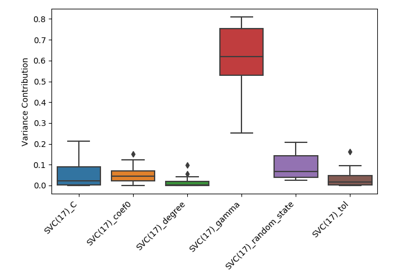 Variance Contribution
0.8
0.7
0.6
0.5
0.4
0.3
0.2
0.1
0.0
SVC(17)_C
SVC(17)_coef0
SVC(17)_degree
SVC(17)_gamma
SVC(17)_random_state
SVC(17)_tol